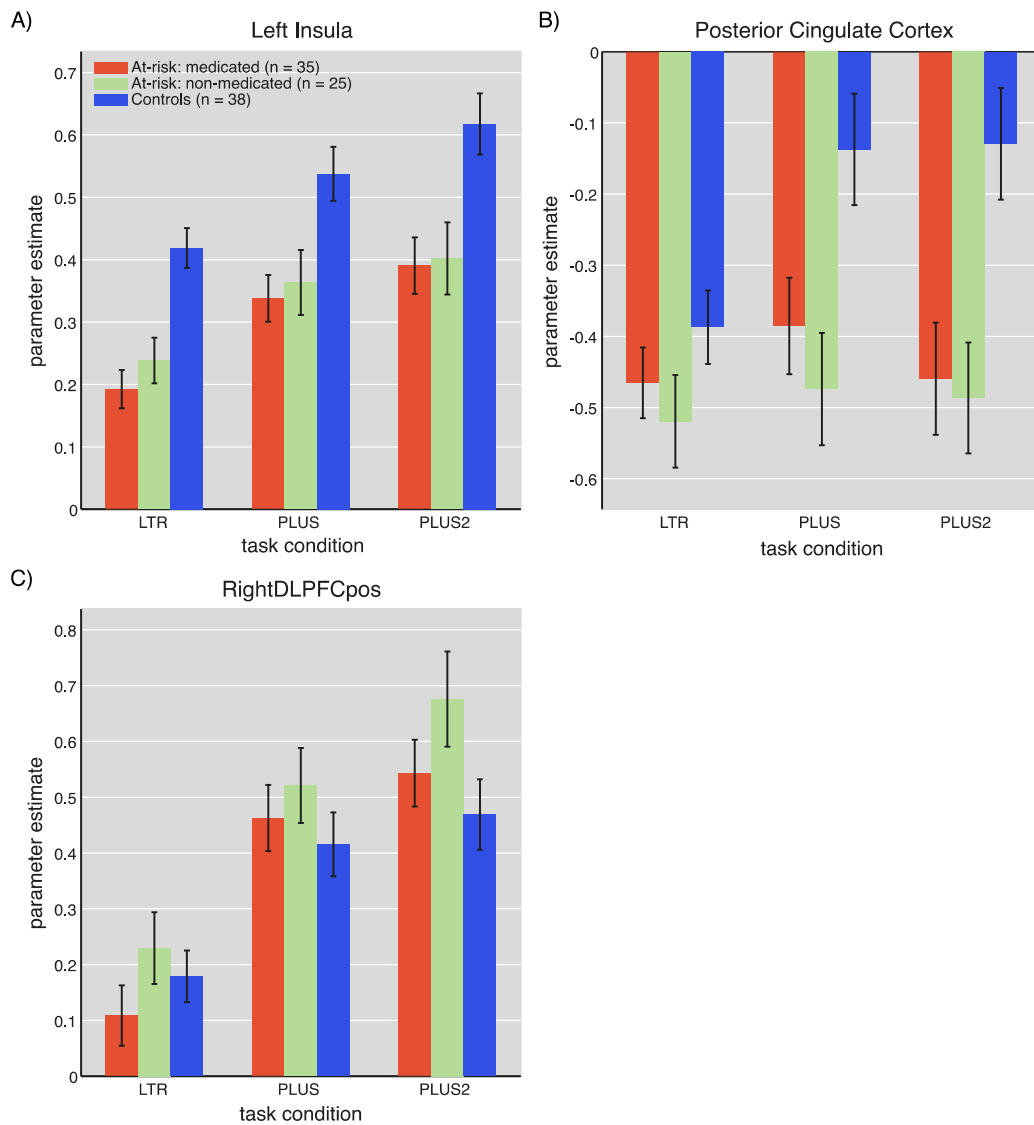 A)
Left Insula
0.7
0.6
0.5
0.4
0.3
0.2
0.1
0
parameter estimate
At-risk: medicated (n = 35)
At-risk: non-medicated (n = 25)
Controls (n = 38)
LTR PLUS PLUS2
task condition
B)
Posterior Cingulate Cortex
0
-0.1
-0.2
-0.3
-0.4
-0.5
-0.6
parameter estimate
LTR PLUS PLUS2
task condition
C)
RightDLPFCpos
0.8
0.7
0.6
0.5
0.4
0.3
0.2
0.1
0
parameter estimate
LTR PLUS PLUS2
task condition